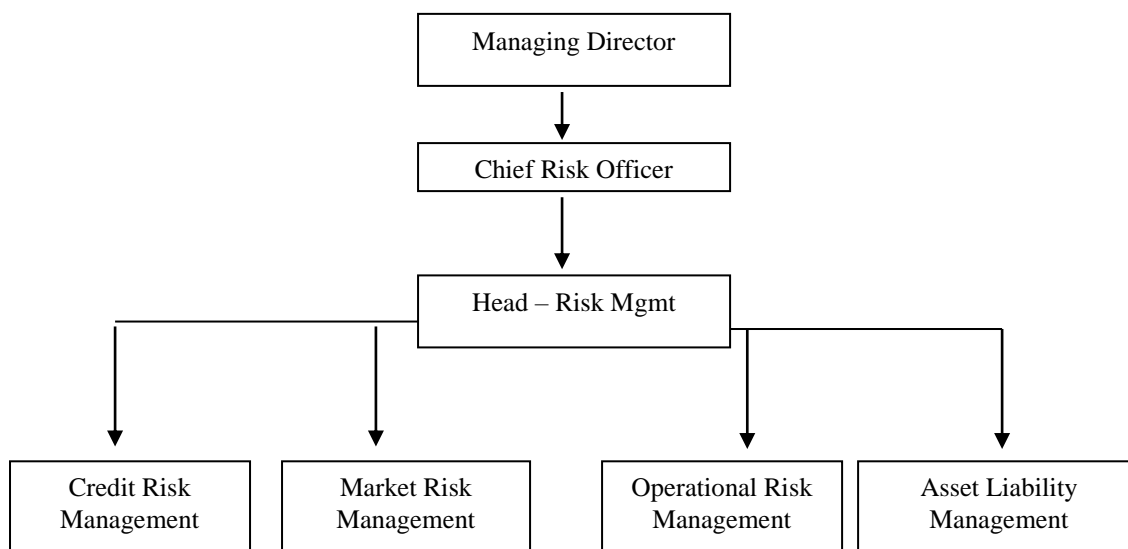 Managing Director
Chief Risk Officer
Head – Risk Mgmt
Credit Risk
Management
Market Risk
Management
Operational Risk
Management
Asset Liability
Management